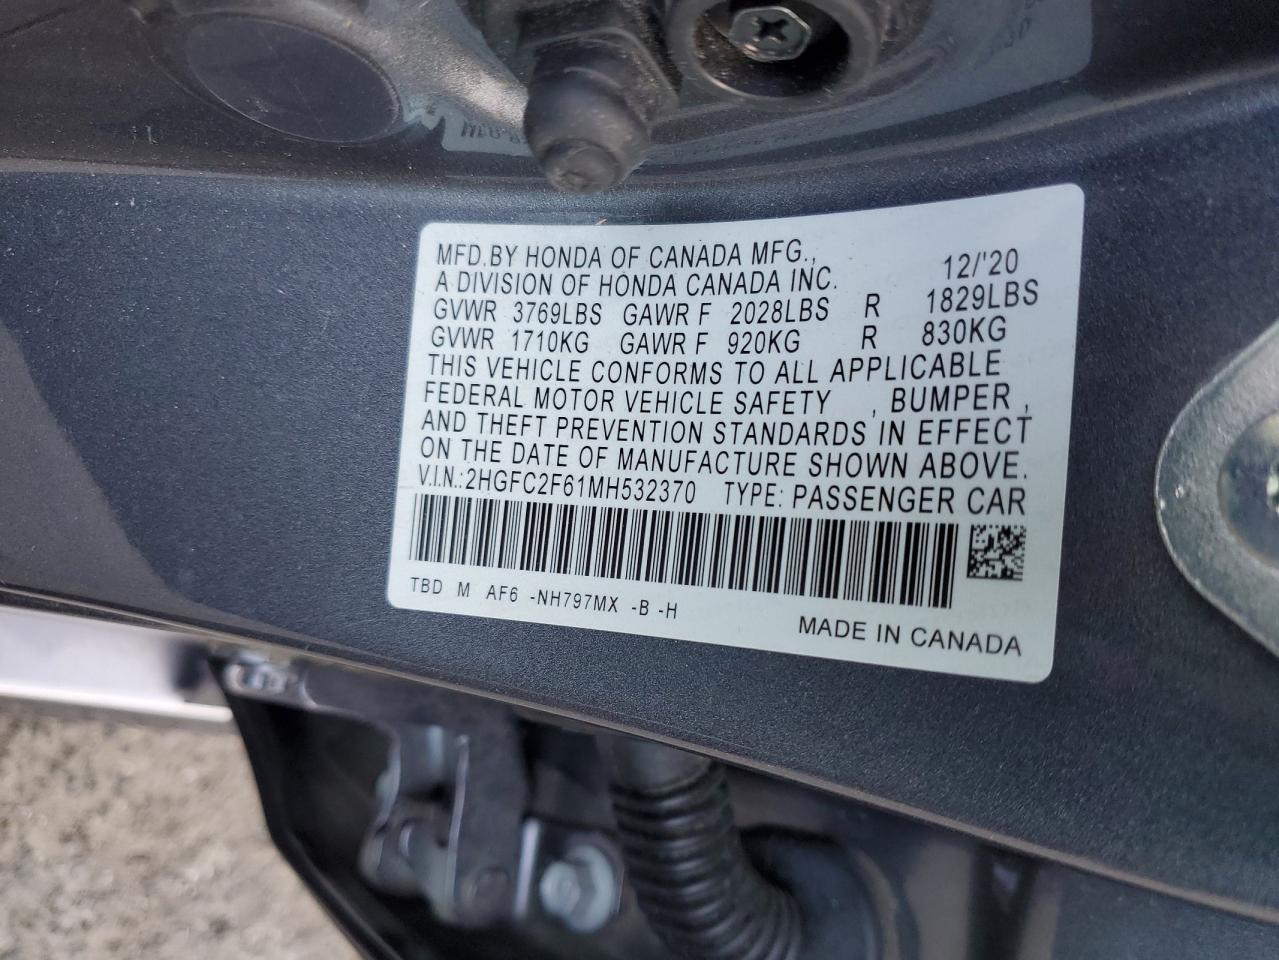 MFD.BY HONDA OF CANADA MFG., 12/'20
A DIVISION OF HONDA CANADA INC.
GVWR 3769LBS GAWR F 2028LBS R 1829LBS
GVWR 1710KG GAWR F 920KG R 830KG
THIS VEHICLE CONFORMS TO ALL APPLICABLE
FEDERAL MOTOR VEHICLE SAFETY , BUMPER ,
AND THEFT PREVENTION STANDARDS IN EFFECT
ON THE DATE OF MANUFACTURE SHOWN ABOVE.
V.I.N.:2HGFC2F61MH532370 TYPE: PASSENGER CAR
TBD M AF6 -NH797MX -B -H
MADE IN CANADA